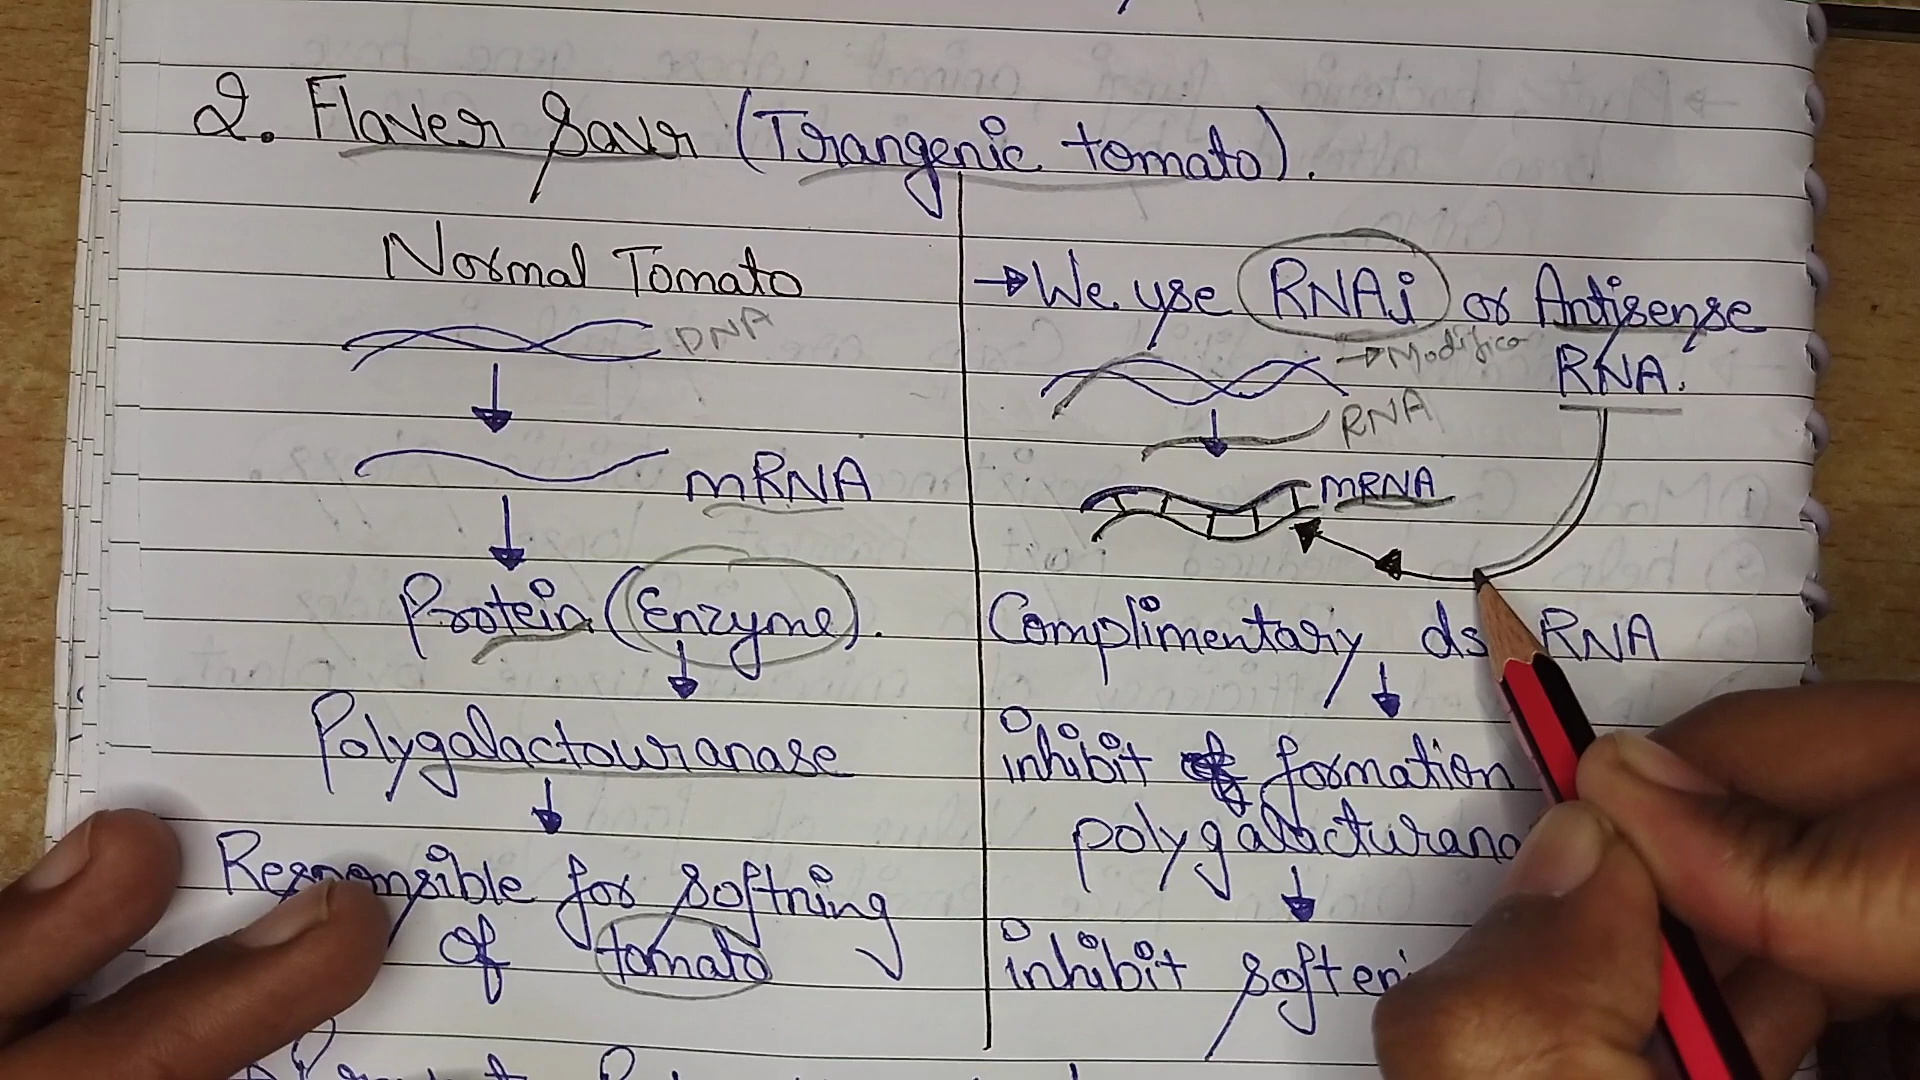 2. Flaver Savr (Trangenic tomato).
Normal Tomato
DNA
mRNA
Protein (Enzyme).
Polygalactouranase
Responsible for softning
of tomato
→ We use RNAi or Antisense
RNA.
→ Modifica
RNA
mRNA
Complimentary ds RNA
inhibit formation
polygalacturana
inhibit softeni